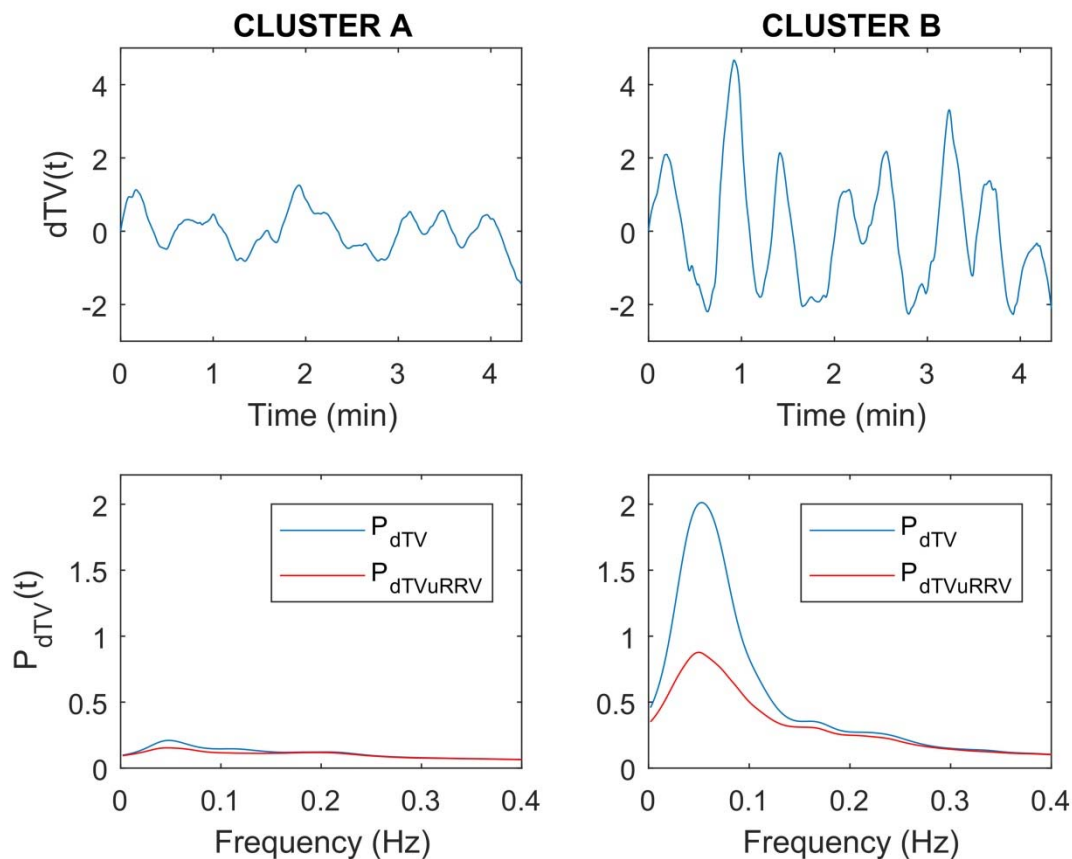 CLUSTER A
dTV(t)
4
2
0
-2
0 1 2 3 4
Time (min)
CLUSTER B
4
2
0
-2
0 1 2 3 4
Time (min)
P_dTV(t)
2
1.5
1
0.5
0
P_dTV
P_dTVuRRV
0 0.1 0.2 0.3 0.4
Frequency (Hz)
2
1.5
1
0.5
0
P_dTV
P_dTVuRRV
0 0.1 0.2 0.3 0.4
Frequency (Hz)